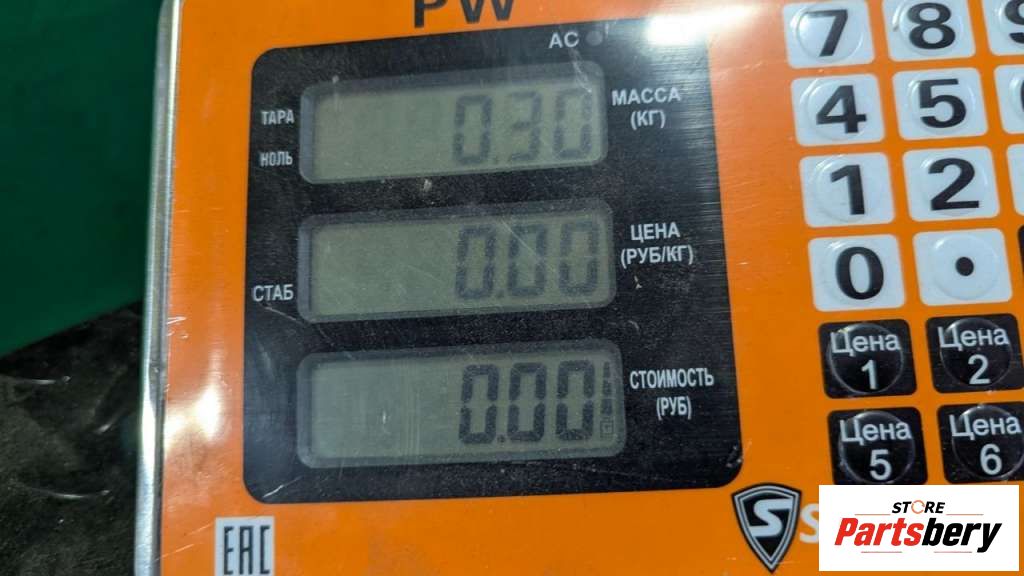 PW
AC
ТАРА
НОЛЬ
0.30
МАССА
(КГ)
7 8 9
4 5
1 2
0 •
0.00
ЦЕНА
(РУБ/КГ)
СТАБ
0.00
СТОИМОСТЬ
(РУБ)
Цена
1
Цена
2
Цена
5
Цена
6
EAC
S
STORE
Partsbery